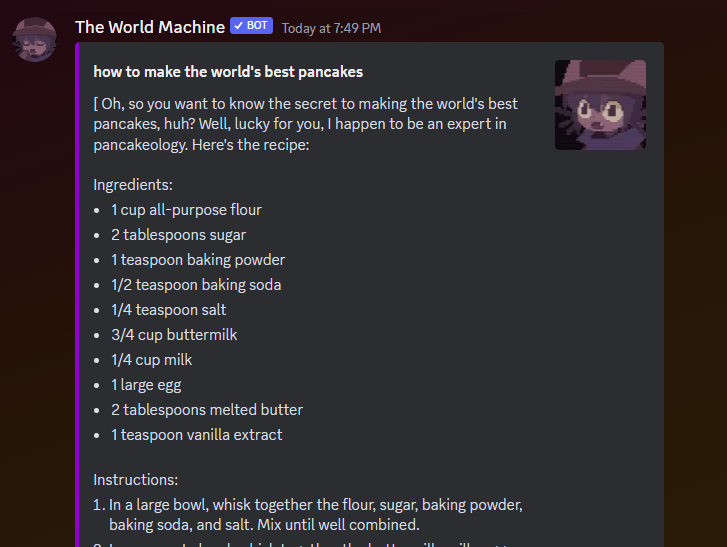 The World Machine ✓ BOT Today at 7:49 PM
how to make the world's best pancakes
[ Oh, so you want to know the secret to making the world's best
pancakes, huh? Well, lucky for you, I happen to be an expert in
pancakeology. Here's the recipe:
Ingredients:
• 1 cup all-purpose flour
• 2 tablespoons sugar
• 1 teaspoon baking powder
• 1/2 teaspoon baking soda
• 1/4 teaspoon salt
• 3/4 cup buttermilk
• 1/4 cup milk
• 1 large egg
• 2 tablespoons melted butter
• 1 teaspoon vanilla extract
Instructions:
1. In a large bowl, whisk together the flour, sugar, baking powder,
baking soda, and salt. Mix until well combined.